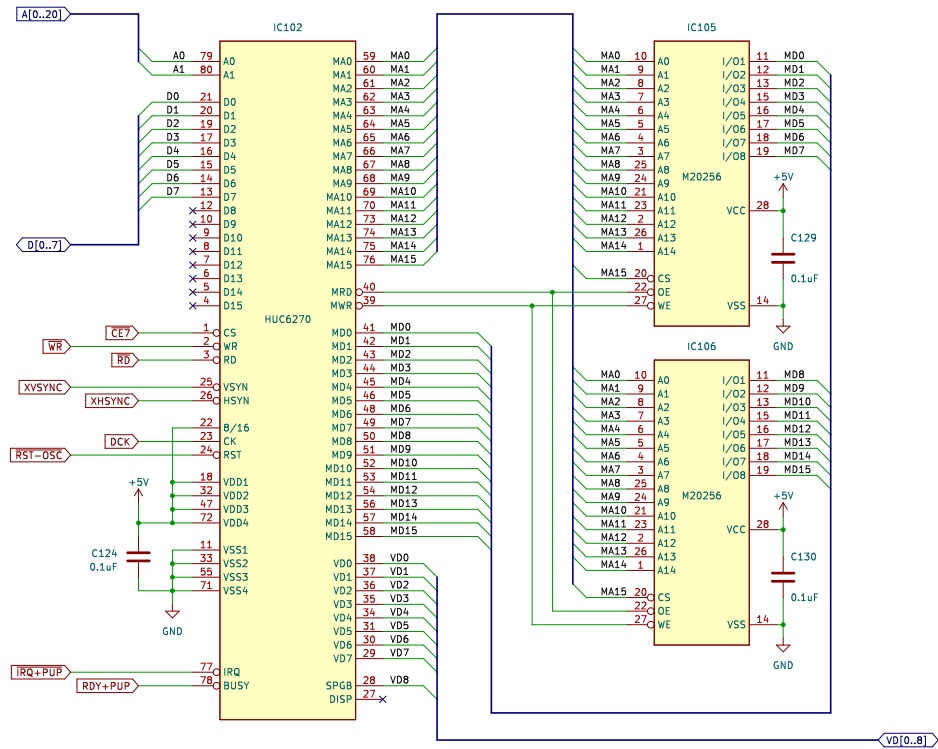 A[0..20]
IC102
IC105
A0 79 A0 MA0 59 MA0 MA0 10 A0 I/O1 11 MD0
A1 80 A1 MA1 60 MA1 MA1 9 A1 I/O2 12 MD1
MA2 61 MA2 MA2 8 A2 I/O3 13 MD2
D0 21 D0 MA3 62 MA3 MA3 7 A3 I/O4 15 MD3
D1 20 D1 MA4 63 MA4 MA4 6 A4 I/O5 16 MD4
D2 19 D2 MA5 64 MA5 MA5 5 A5 I/O6 17 MD5
D3 17 D3 MA6 65 MA6 MA6 4 A6 I/O7 18 MD6
D4 16 D4 MA7 66 MA7 MA7 3 A7 I/O8 19 MD7
D5 15 D5 MA8 67 MA8 MA8 25 A8
D6 14 D6 MA9 68 MA9 MA9 24 A9 M20256 +5V
D7 13 D7 MA10 69 MA10 MA10 21 A10
12 D8 MA11 70 MA11 MA11 23 A11 VCC 28
10 D9 MA12 73 MA12 MA12 2 A12
D[0..7] 9 D10 MA13 74 MA13 MA13 26 A13 C129
8 D11 MA14 75 MA14 MA14 1 A14
7 D12 MA15 76 MA15
6 D13 MA15 20 CS 0.1uF
5 D14 MRD 40 22 OE
4 D15 MWR 39 27 WE VSS 14
HUC6270
CE7 1 CS MD0 41 MD0
WR 2 WR MD1 42 MD1 IC106 GND
RD 3 RD MD2 43 MD2
MD3 44 MD3
XVSYNC 25 VSYN MD4 45 MD4 MA0 10 A0 I/O1 11 MD8
XHSYNC 26 HSYN MD5 46 MD5 MA1 9 A1 I/O2 12 MD9
MD6 48 MD6 MA2 8 A2 I/O3 13 MD10
22 8/16 MD7 49 MD7 MA3 7 A3 I/O4 15 MD11
DCK 23 CK MD8 50 MD8 MA4 6 A4 I/O5 16 MD12
RST-OSC 24 RST MD9 51 MD9 MA5 5 A5 I/O6 17 MD13
MD10 52 MD10 MA6 4 A6 I/O7 18 MD14
18 VDD1 MD11 53 MD11 MA7 3 A7 I/O8 19 MD15
+5V 32 VDD2 MD12 54 MD12 MA8 25 A8
47 VDD3 MD13 56 MD13 MA9 24 A9 M20256 +5V
72 VDD4 MD14 57 MD14 MA10 21 A10
MD15 58 MD15 MA11 23 A11 VCC 28
C124 11 VSS1 MA12 2 A12
0.1uF 33 VSS2 VD0 38 VD0 MA13 26 A13 C130
55 VSS3 VD1 37 VD1 MA14 1 A14
71 VSS4 VD2 36 VD2 MA15 20 CS 0.1uF
VD3 35 VD3 22 OE
VD4 34 VD4 27 WE VSS 14
GND VD5 31 VD5
VD6 30 VD6
VD7 29 VD7 GND
IRQ+PUP 77 IRQ
RDY+PUP 78 BUSY SPGB 28 VD8
DISP 27
VD[0..8]